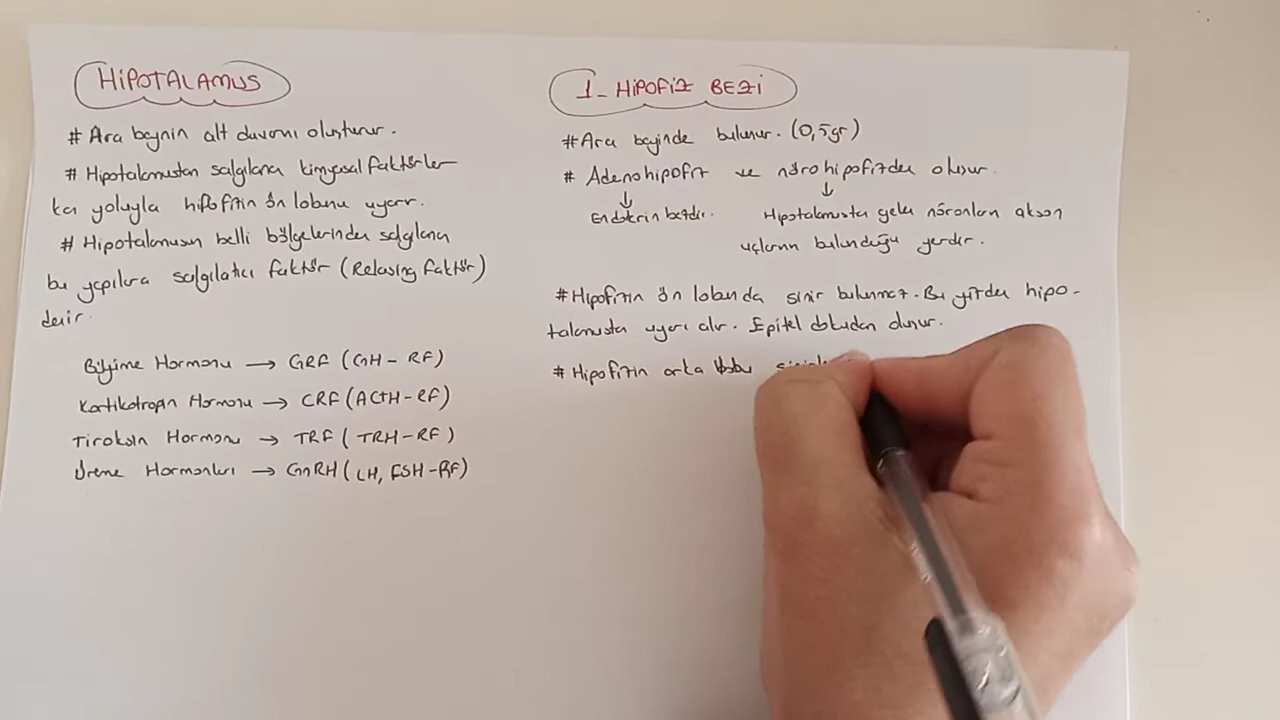 HİPOTALAMUS
# Ara beynin alt duvarını oluşturur.
# Hipotalamustan salgılanan kimyasal faktörler
kan yoluyla hipofizin ön lobunu uyarır.
# Hipotalamusun belli bölgelerinden salgılanan
bu yapılara salgılatıcı faktör (Relasing faktör)
denir.
Büyüme Hormonu → GRF (GH-RF)
Kortikotropin Hormonu → CRF (ACTH-RF)
Tiroksin Hormonu → TRF (TRH-RF)
Üreme Hormonları → GnRH (LH, FSH-RF)
1- HİPOFİZ BEZİ
# Ara beyinde bulunur. (0,5gr)
# Adenohipofiz ve nörohipofizden oluşur.
↓ ↓
Endokrin bezdir. Hipotalamustan gelen nöronların akson
uçlarının bulunduğu yerdir.
# Hipofizin ön lobunda sinir bulunmaz. Bu yüzden hipo-
talamustan uyarı alır. Epitel dokudan oluşur.
# Hipofizin arka lobu